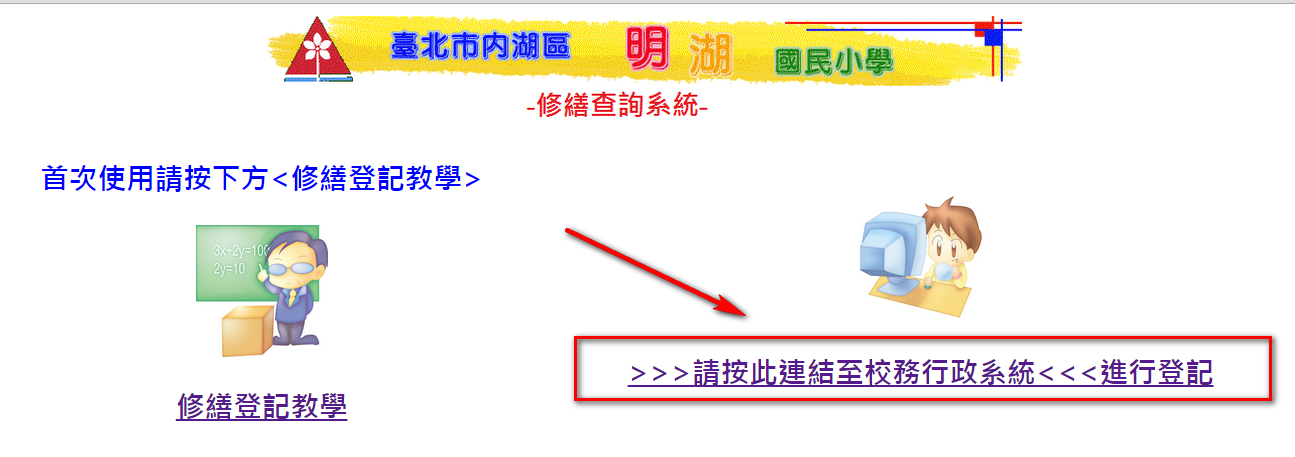 臺北市內湖區 明湖 國民小學
-修繕查詢系統-
首次使用請按下方<修繕登記教學>
3x+2y=100
2y=10
>>>請按此連結至校務行政系統<<<進行登記
修繕登記教學